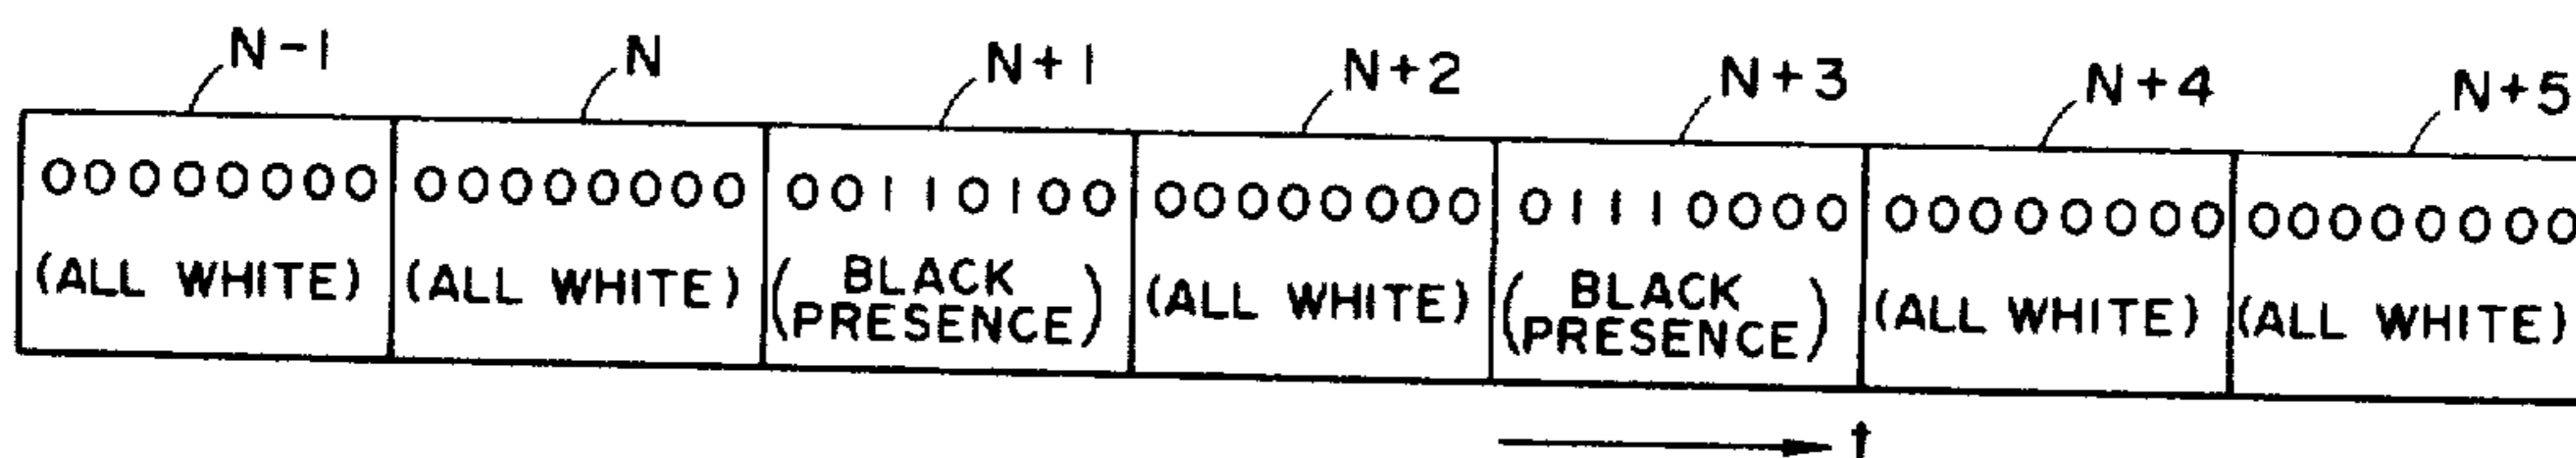 N-1 N N+1 N+2 N+3 N+4 N+5
00000000 00000000 00110100 00000000 01110000 00000000 00000000
(ALL WHITE) (ALL WHITE) (BLACK PRESENCE) (ALL WHITE) (BLACK PRESENCE) (ALL WHITE) (ALL WHITE)
t